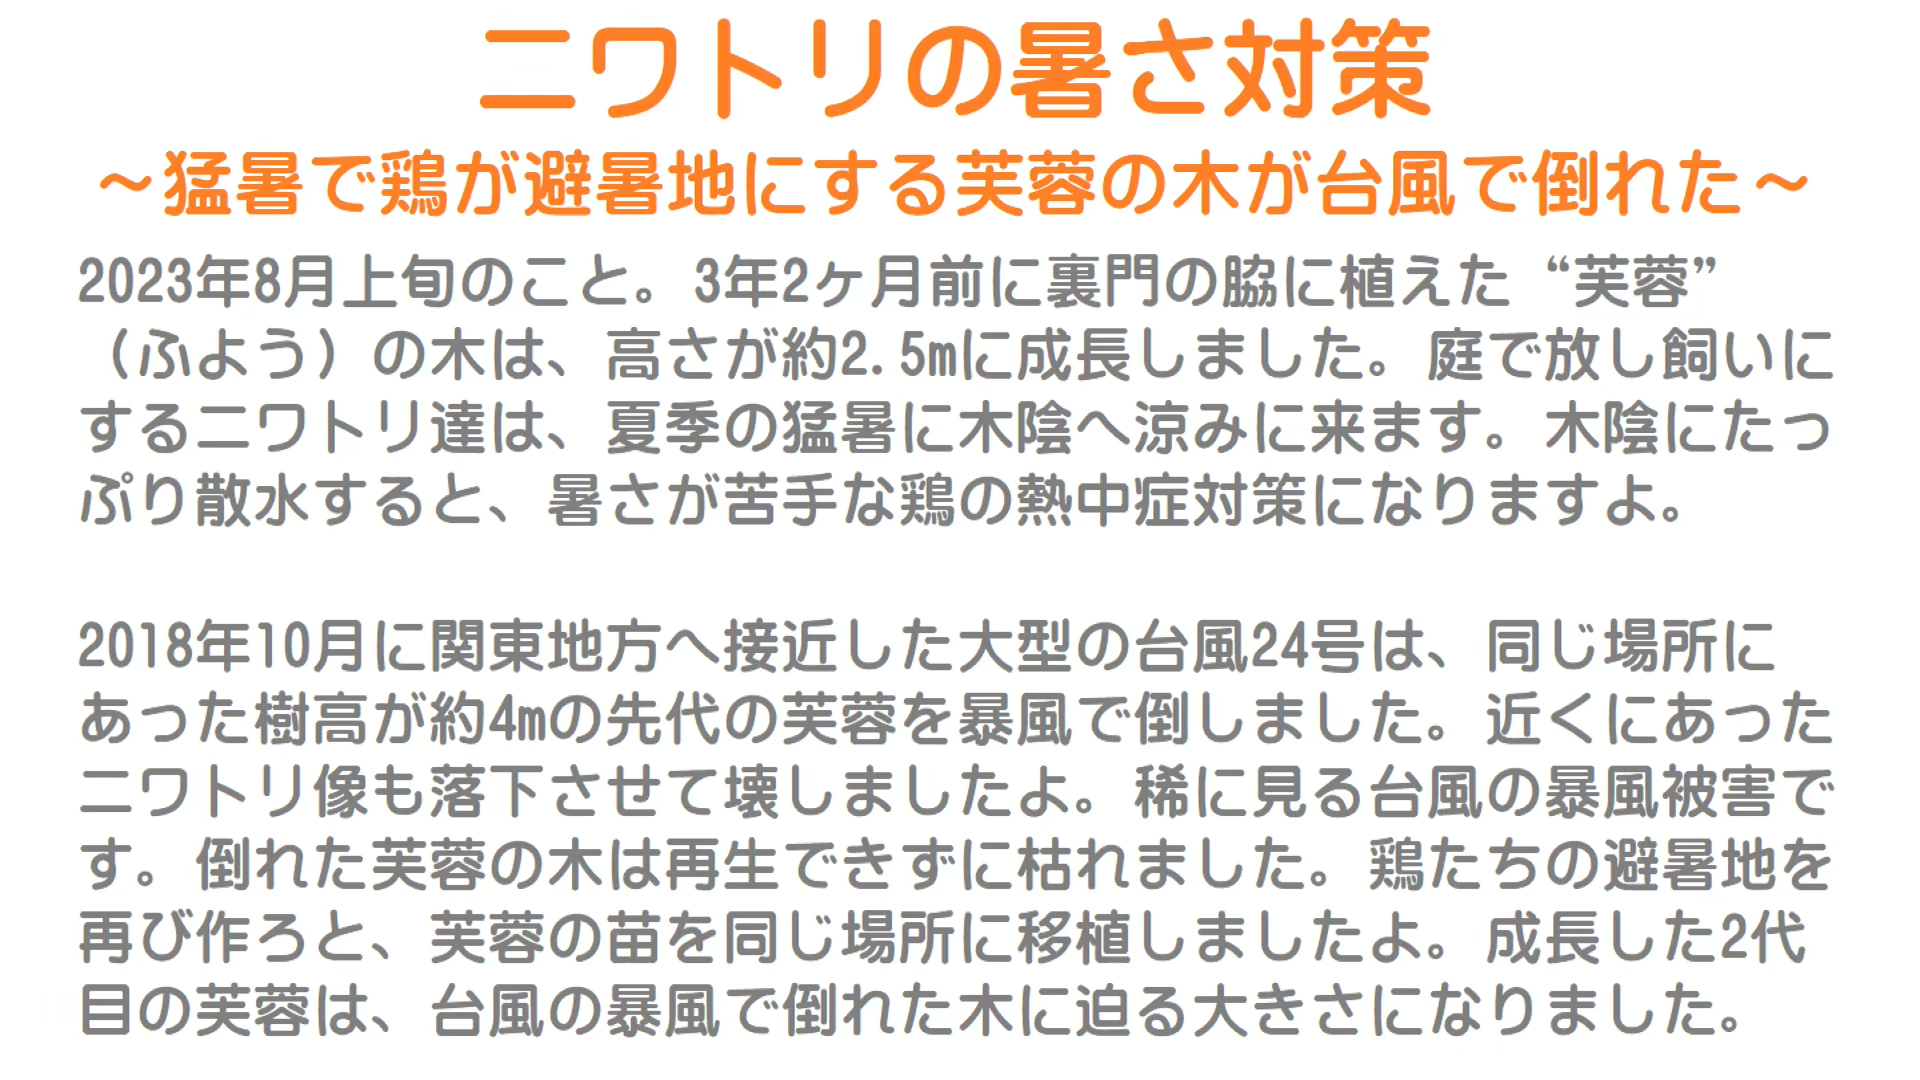 ニワトリの暑さ対策
～猛暑で鶏が避暑地にする芙蓉の木が台風で倒れた～
2023年8月上旬のこと。3年2ヶ月前に裏門の脇に植えた“芙蓉”
（ふよう）の木は、高さが約2.5mに成長しました。庭で放し飼いに
するニワトリ達は、夏季の猛暑に木陰へ涼みに来ます。木陰にたっ
ぷり散水すると、暑さが苦手な鶏の熱中症対策になりますよ。
2018年10月に関東地方へ接近した大型の台風24号は、同じ場所に
あった樹高が約4mの先代の芙蓉を暴風で倒しました。近くにあった
ニワトリ像も落下させて壊しましたよ。稀に見る台風の暴風被害で
す。倒れた芙蓉の木は再生できずに枯れました。鶏たちの避暑地を
再び作ろと、芙蓉の苗を同じ場所に移植しましたよ。成長した2代
目の芙蓉は、台風の暴風で倒れた木に迫る大きさになりました。